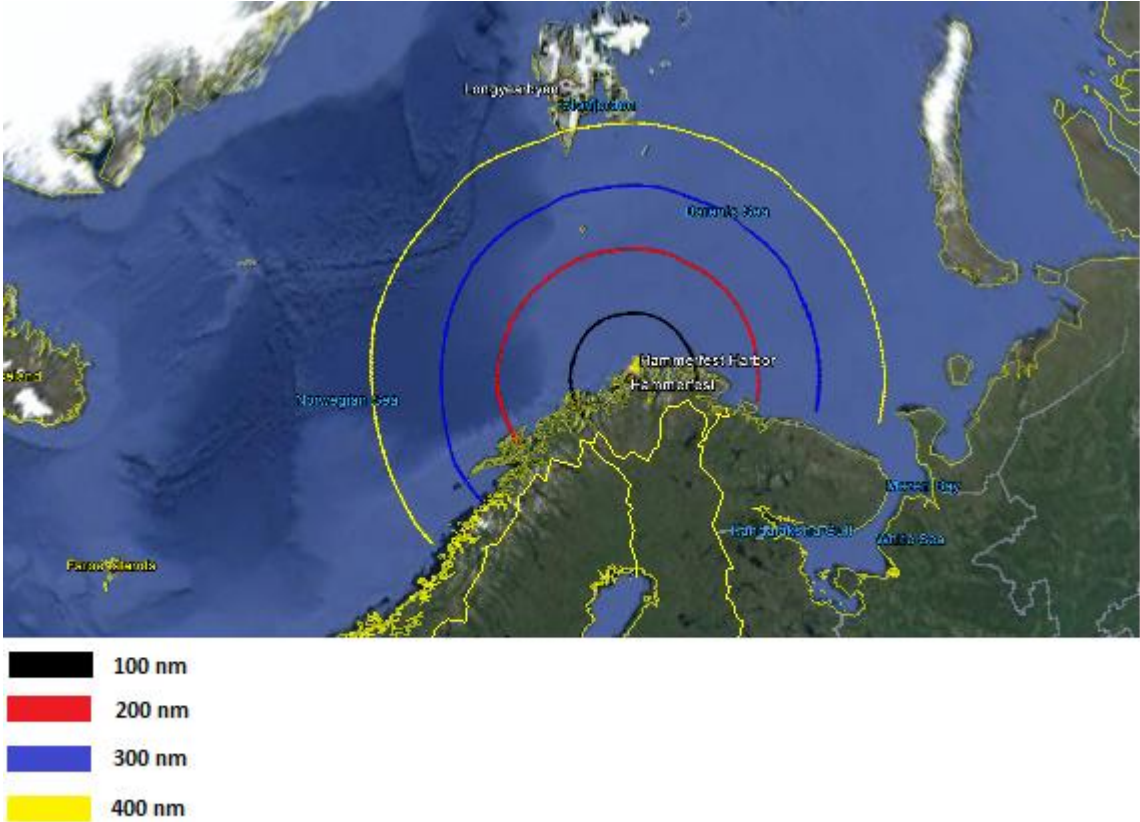 Longyearbyen
Barents Sea
Hammerfest Harbor
Hammerfest
Norwegian Sea
Mezen Bay
Kandalaksha Gulf
White Sea
Faroe Islands
100 nm
200 nm
300 nm
400 nm